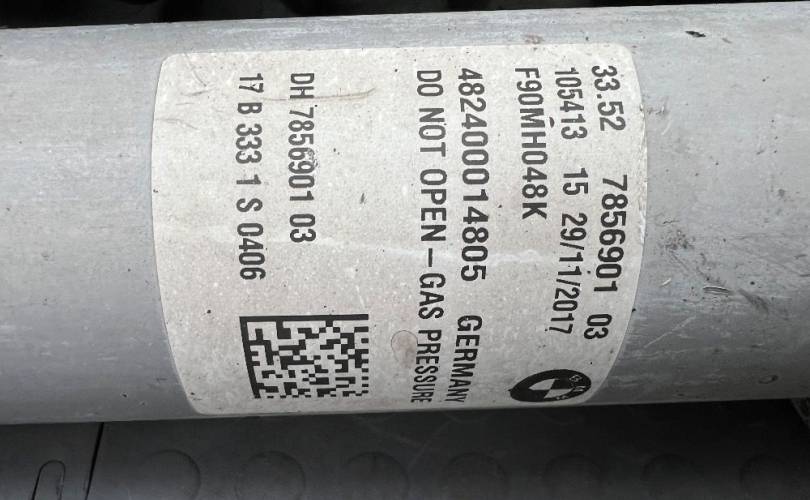 33.52 7856901 03
105413 15 29/11/2017
F90MH048K
482400014805 GERMANY
DO NOT OPEN-GAS PRESSURE
DH 7856901 03
17 B 333 1 S 0406